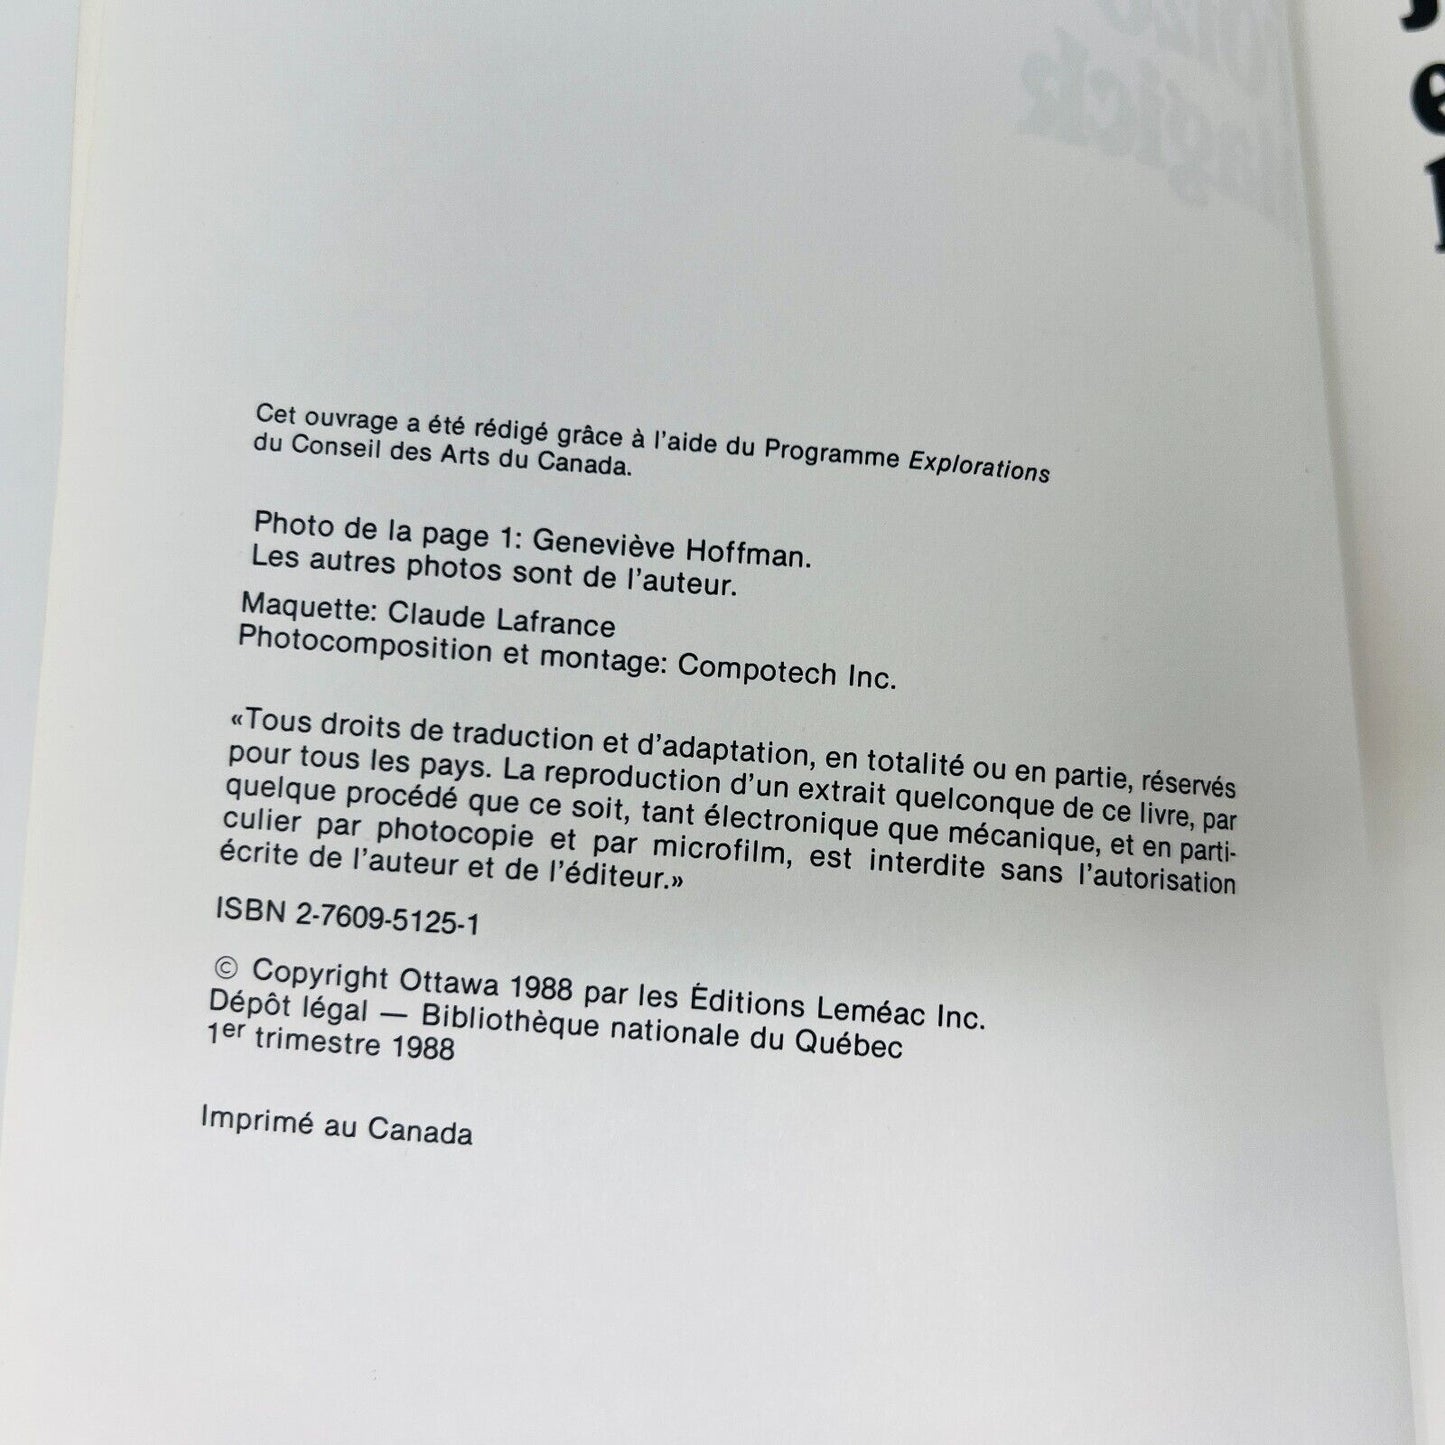 Cet ouvrage a été rédigé grâce à l'aide du Programme Explorations
du Conseil des Arts du Canada.
Photo de la page 1: Geneviève Hoffman.
Les autres photos sont de l'auteur.
Maquette: Claude Lafrance
Photocomposition et montage: Compotech Inc.
«Tous droits de traduction et d'adaptation, en totalité ou en partie, réservés
pour tous les pays. La reproduction d'un extrait quelconque de ce livre, par
quelque procédé que ce soit, tant électronique que mécanique, et en parti-
culier par photocopie et par microfilm, est interdite sans l'autorisation
écrite de l'auteur et de l'éditeur.»
ISBN 2-7609-5125-1
© Copyright Ottawa 1988 par les Éditions Leméac Inc.
Dépôt légal — Bibliothèque nationale du Québec
1er trimestre 1988
Imprimé au Canada